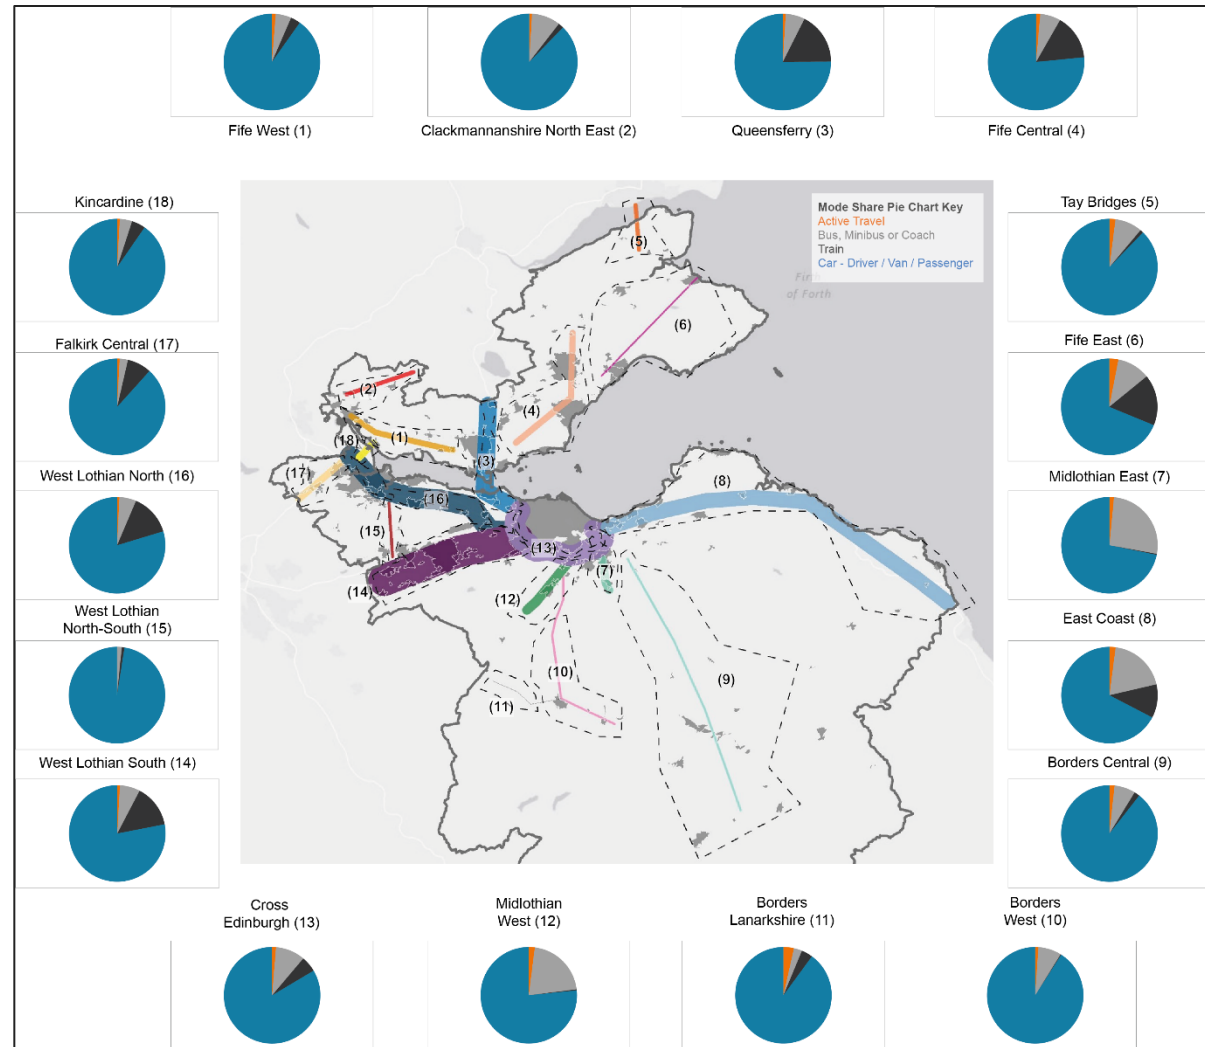 Fife West (1)
Clackmannanshire North East (2)
Queensferry (3)
Fife Central (4)
Kincardine (18)
Falkirk Central (17)
West Lothian North (16)
West Lothian
North-South (15)
West Lothian South (14)
Mode Share Pie Chart Key
Active Travel
Bus, Minibus or Coach
Train
Car - Driver / Van / Passenger
Firth
of Forth
(5)
(6)
(2)
(4)
(1)
(18)
(3)
(17)
(8)
(16)
(15)
(13)
(7)
(14)
(12)
(10)
(9)
(11)
Tay Bridges (5)
Fife East (6)
Midlothian East (7)
East Coast (8)
Borders Central (9)
Cross
Edinburgh (13)
Midlothian
West (12)
Borders
Lanarkshire (11)
Borders
West (10)